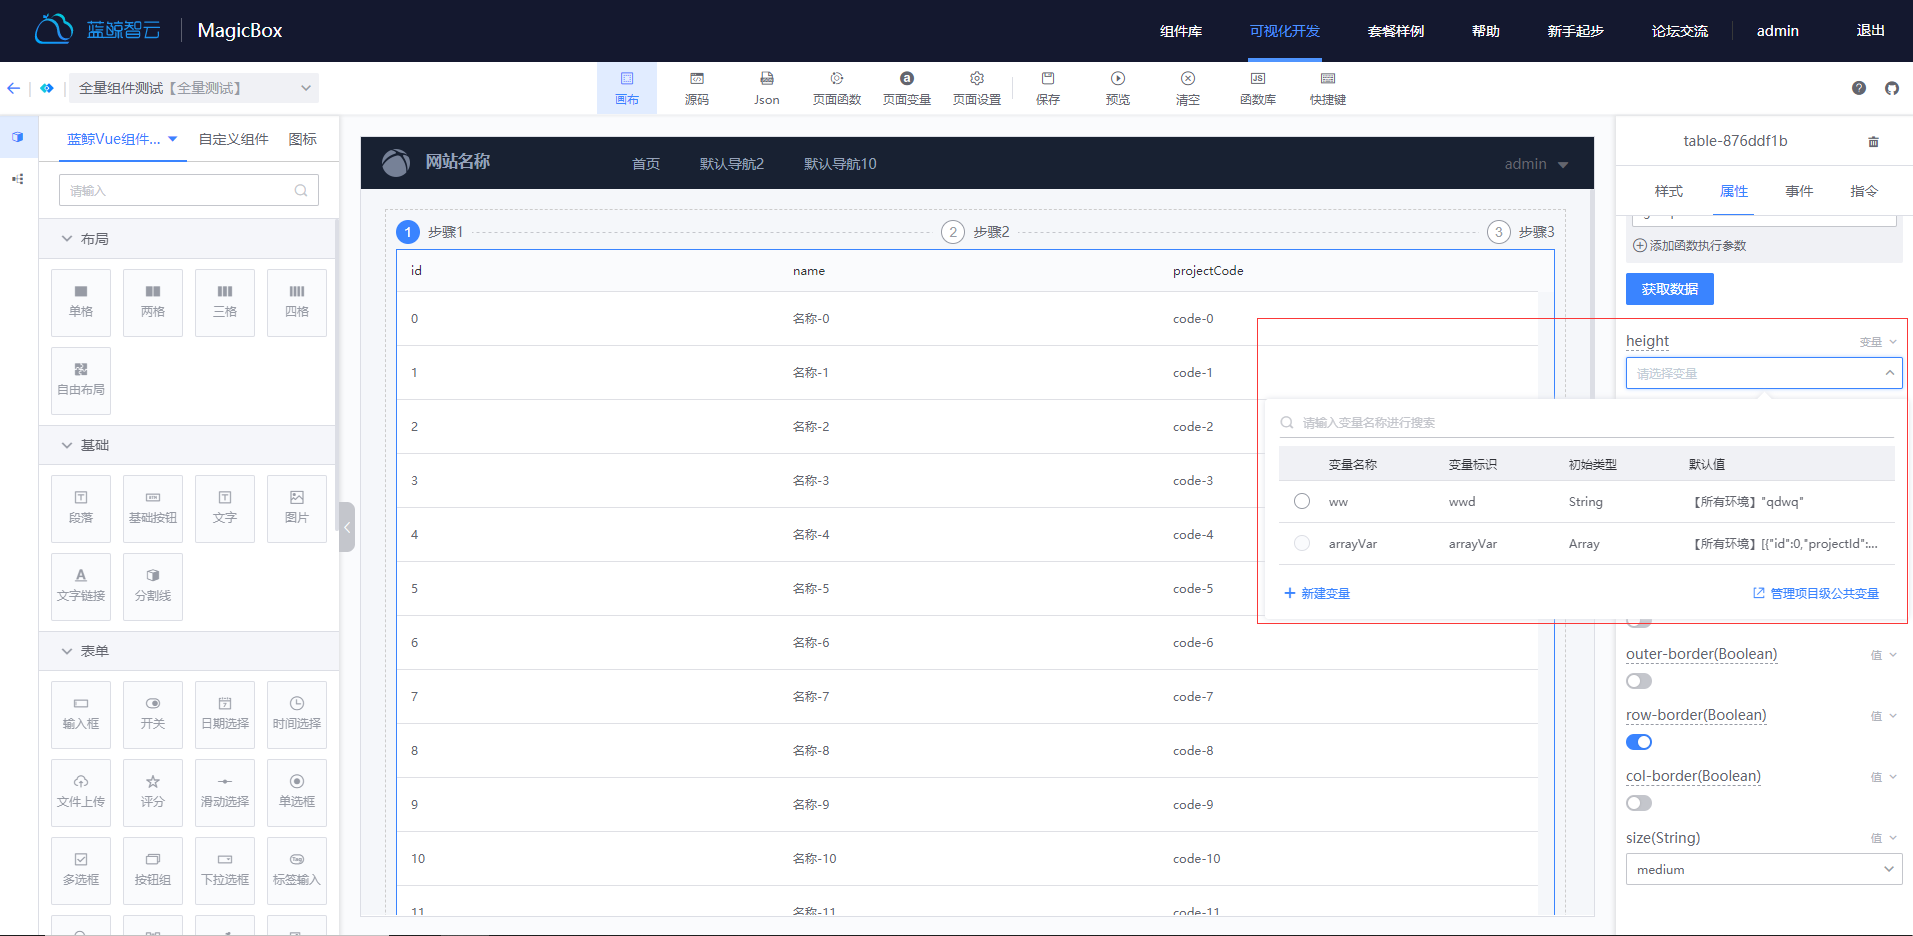 蓝鲸智云
MagicBox
组件库
可视化开发
套餐样例
帮助
新手起步
论坛交流
admin
退出
全量组件测试【全量测试】
画布
源码
Json
页面函数
页面变量
页面设置
保存
预览
清空
函数库
快捷键
蓝鲸Vue组件...
自定义组件
图标
请输入
布局
单格
两格
三格
四格
自由布局
基础
段落
基础按钮
文字
图片
文字链接
分割线
表单
输入框
开关
日期选择
时间选择
文件上传
评分
滑动选择
单选框
多选框
按钮组
下拉选框
标签输入
网站名称
首页
默认导航2
默认导航10
admin
1 步骤1
2 步骤2
3 步骤3
id name projectCode
0 名称-0 code-0
1 名称-1 code-1
2 名称-2 code-2
3 名称-3 code-3
4 名称-4 code-4
5 名称-5 code-5
6 名称-6 code-6
7 名称-7 code-7
8 名称-8 code-8
9 名称-9 code-9
10 名称-10 code-10
11 名称-11 code-11
table-876ddf1b
样式
属性
事件
指令
添加函数执行参数
获取数据
height 变量
请选择变量
请输入变量名称进行搜索
变量名称 变量标识 初始类型 默认值
ww wwd String 【所有环境】"qdwq"
arrayVar arrayVar Array 【所有环境】[{"id":0,"projectId":...
新建变量
管理项目级公共变量
outer-border(Boolean) 值
row-border(Boolean) 值
col-border(Boolean) 值
size(String) 值
medium